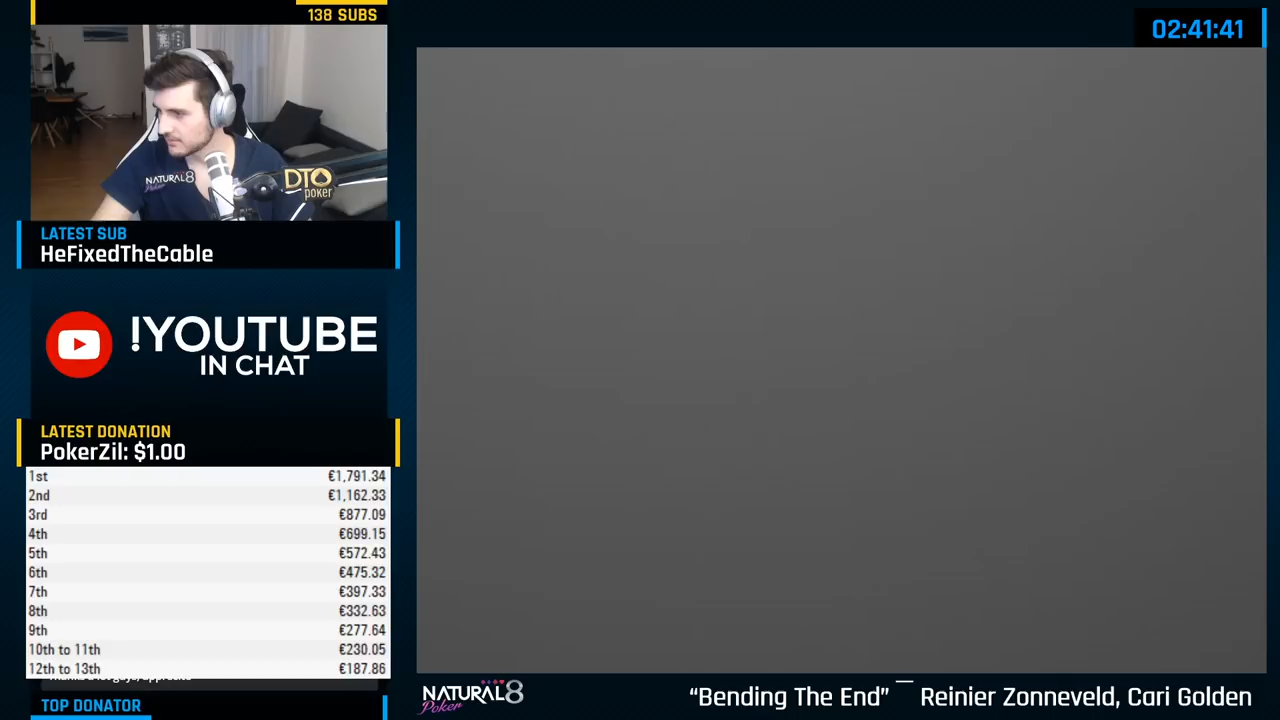 138 SUBS
02:41:41
NATURAL8
Poker
DTO
poker
LATEST SUB
HeFixedTheCable
!YOUTUBE
IN CHAT
LATEST DONATION
PokerZil: $1.00
1st €1,791.34
2nd €1,162.33
3rd €877.09
4th €699.15
5th €572.43
6th €475.32
7th €397.33
8th €332.63
9th €277.64
10th to 11th €230.05
12th to 13th €187.86
TOP DONATOR
NATURAL8
Poker
“Bending The End” — Reinier Zonneveld, Cari Golden